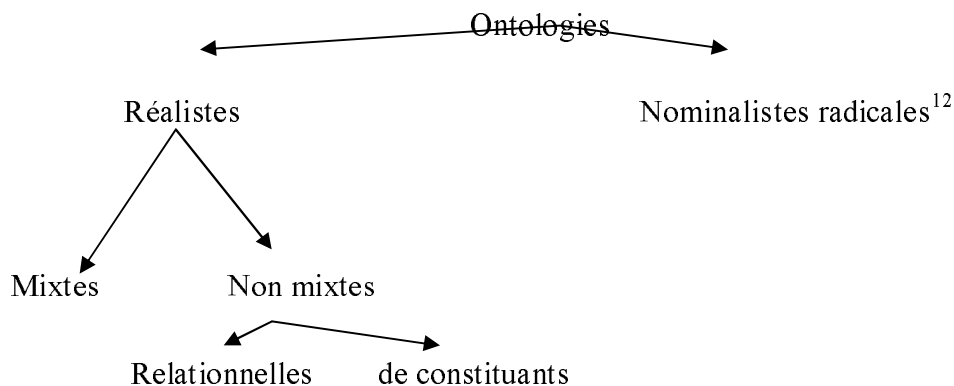 Ontologies
Réalistes Nominalistes radicales12
Mixtes Non mixtes
Relationnelles de constituants